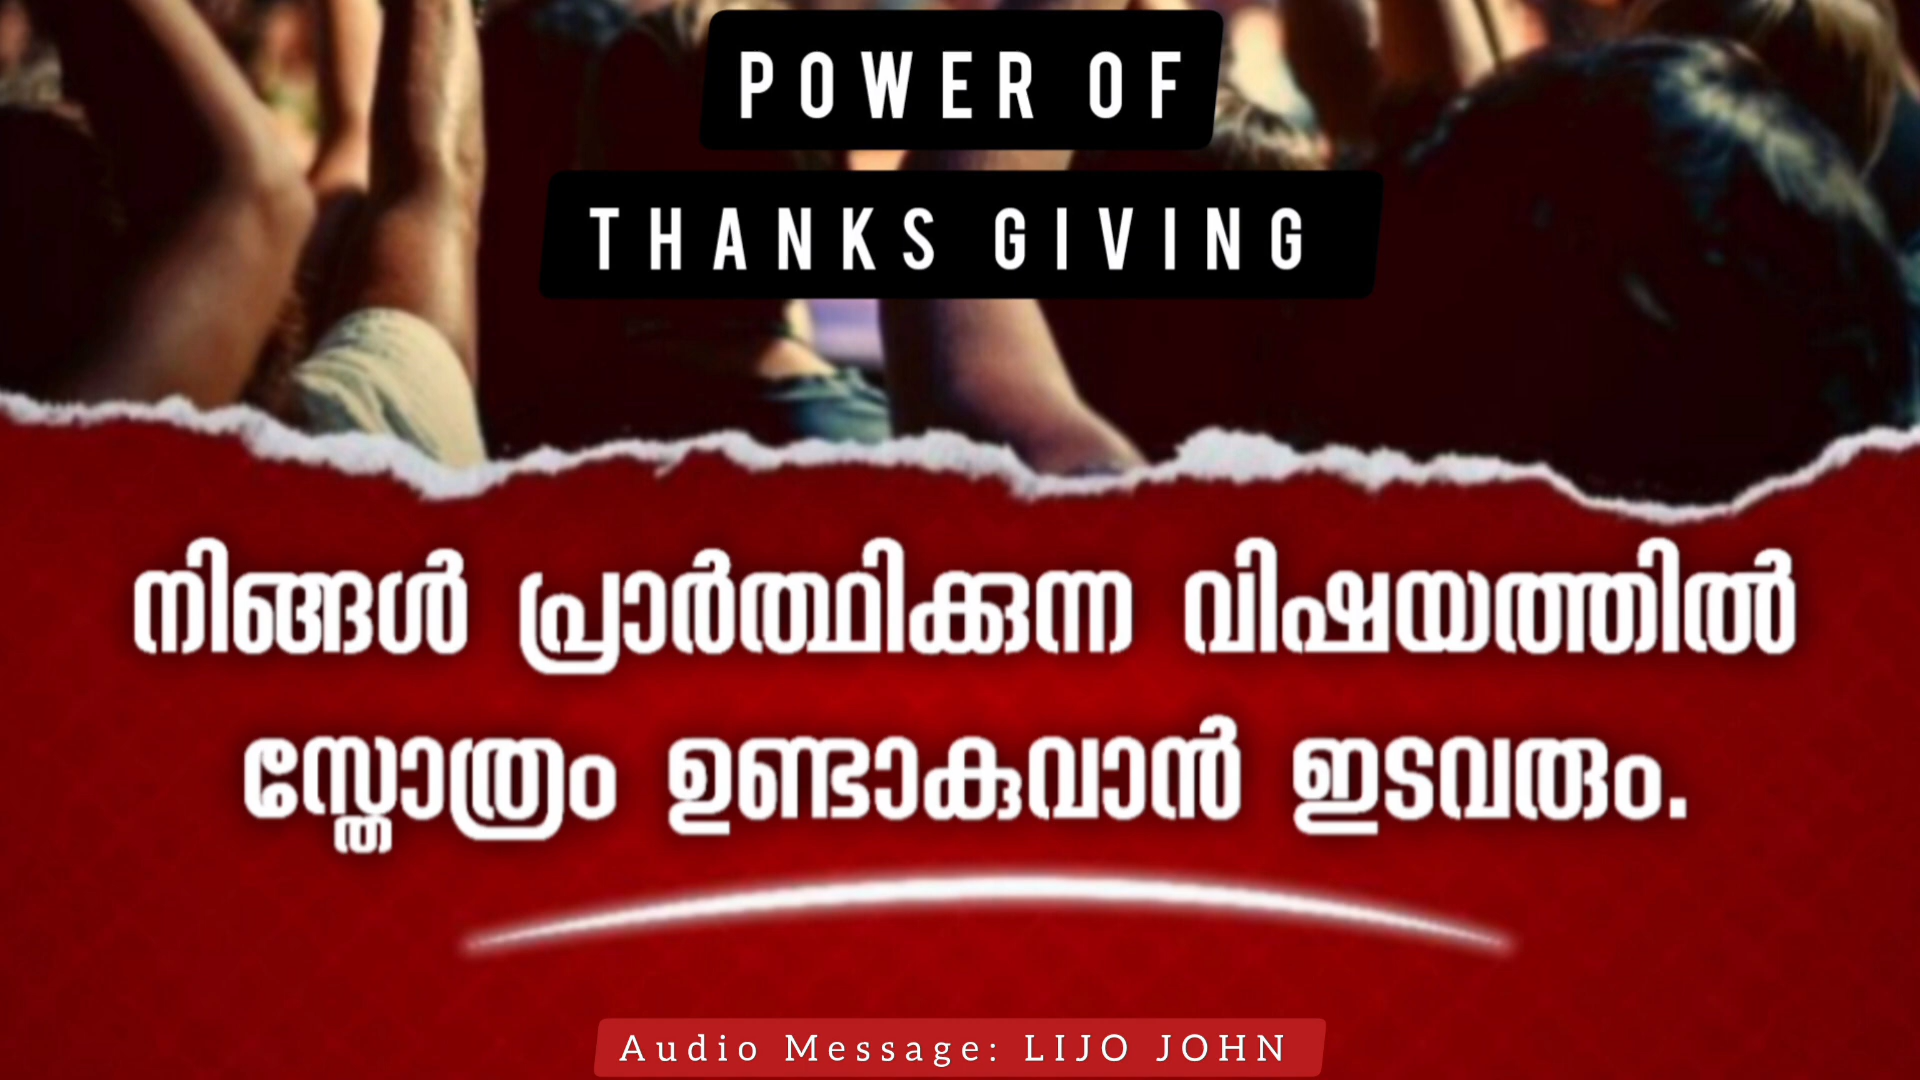 POWER OF
THANKS GIVING
നിങ്ങൾ പ്രാർത്ഥിക്കുന്ന വിഷയത്തിൽ
സ്തോത്രം ഉണ്ടാകുവാൻ ഇടവരും.
Audio Message: LIJO JOHN